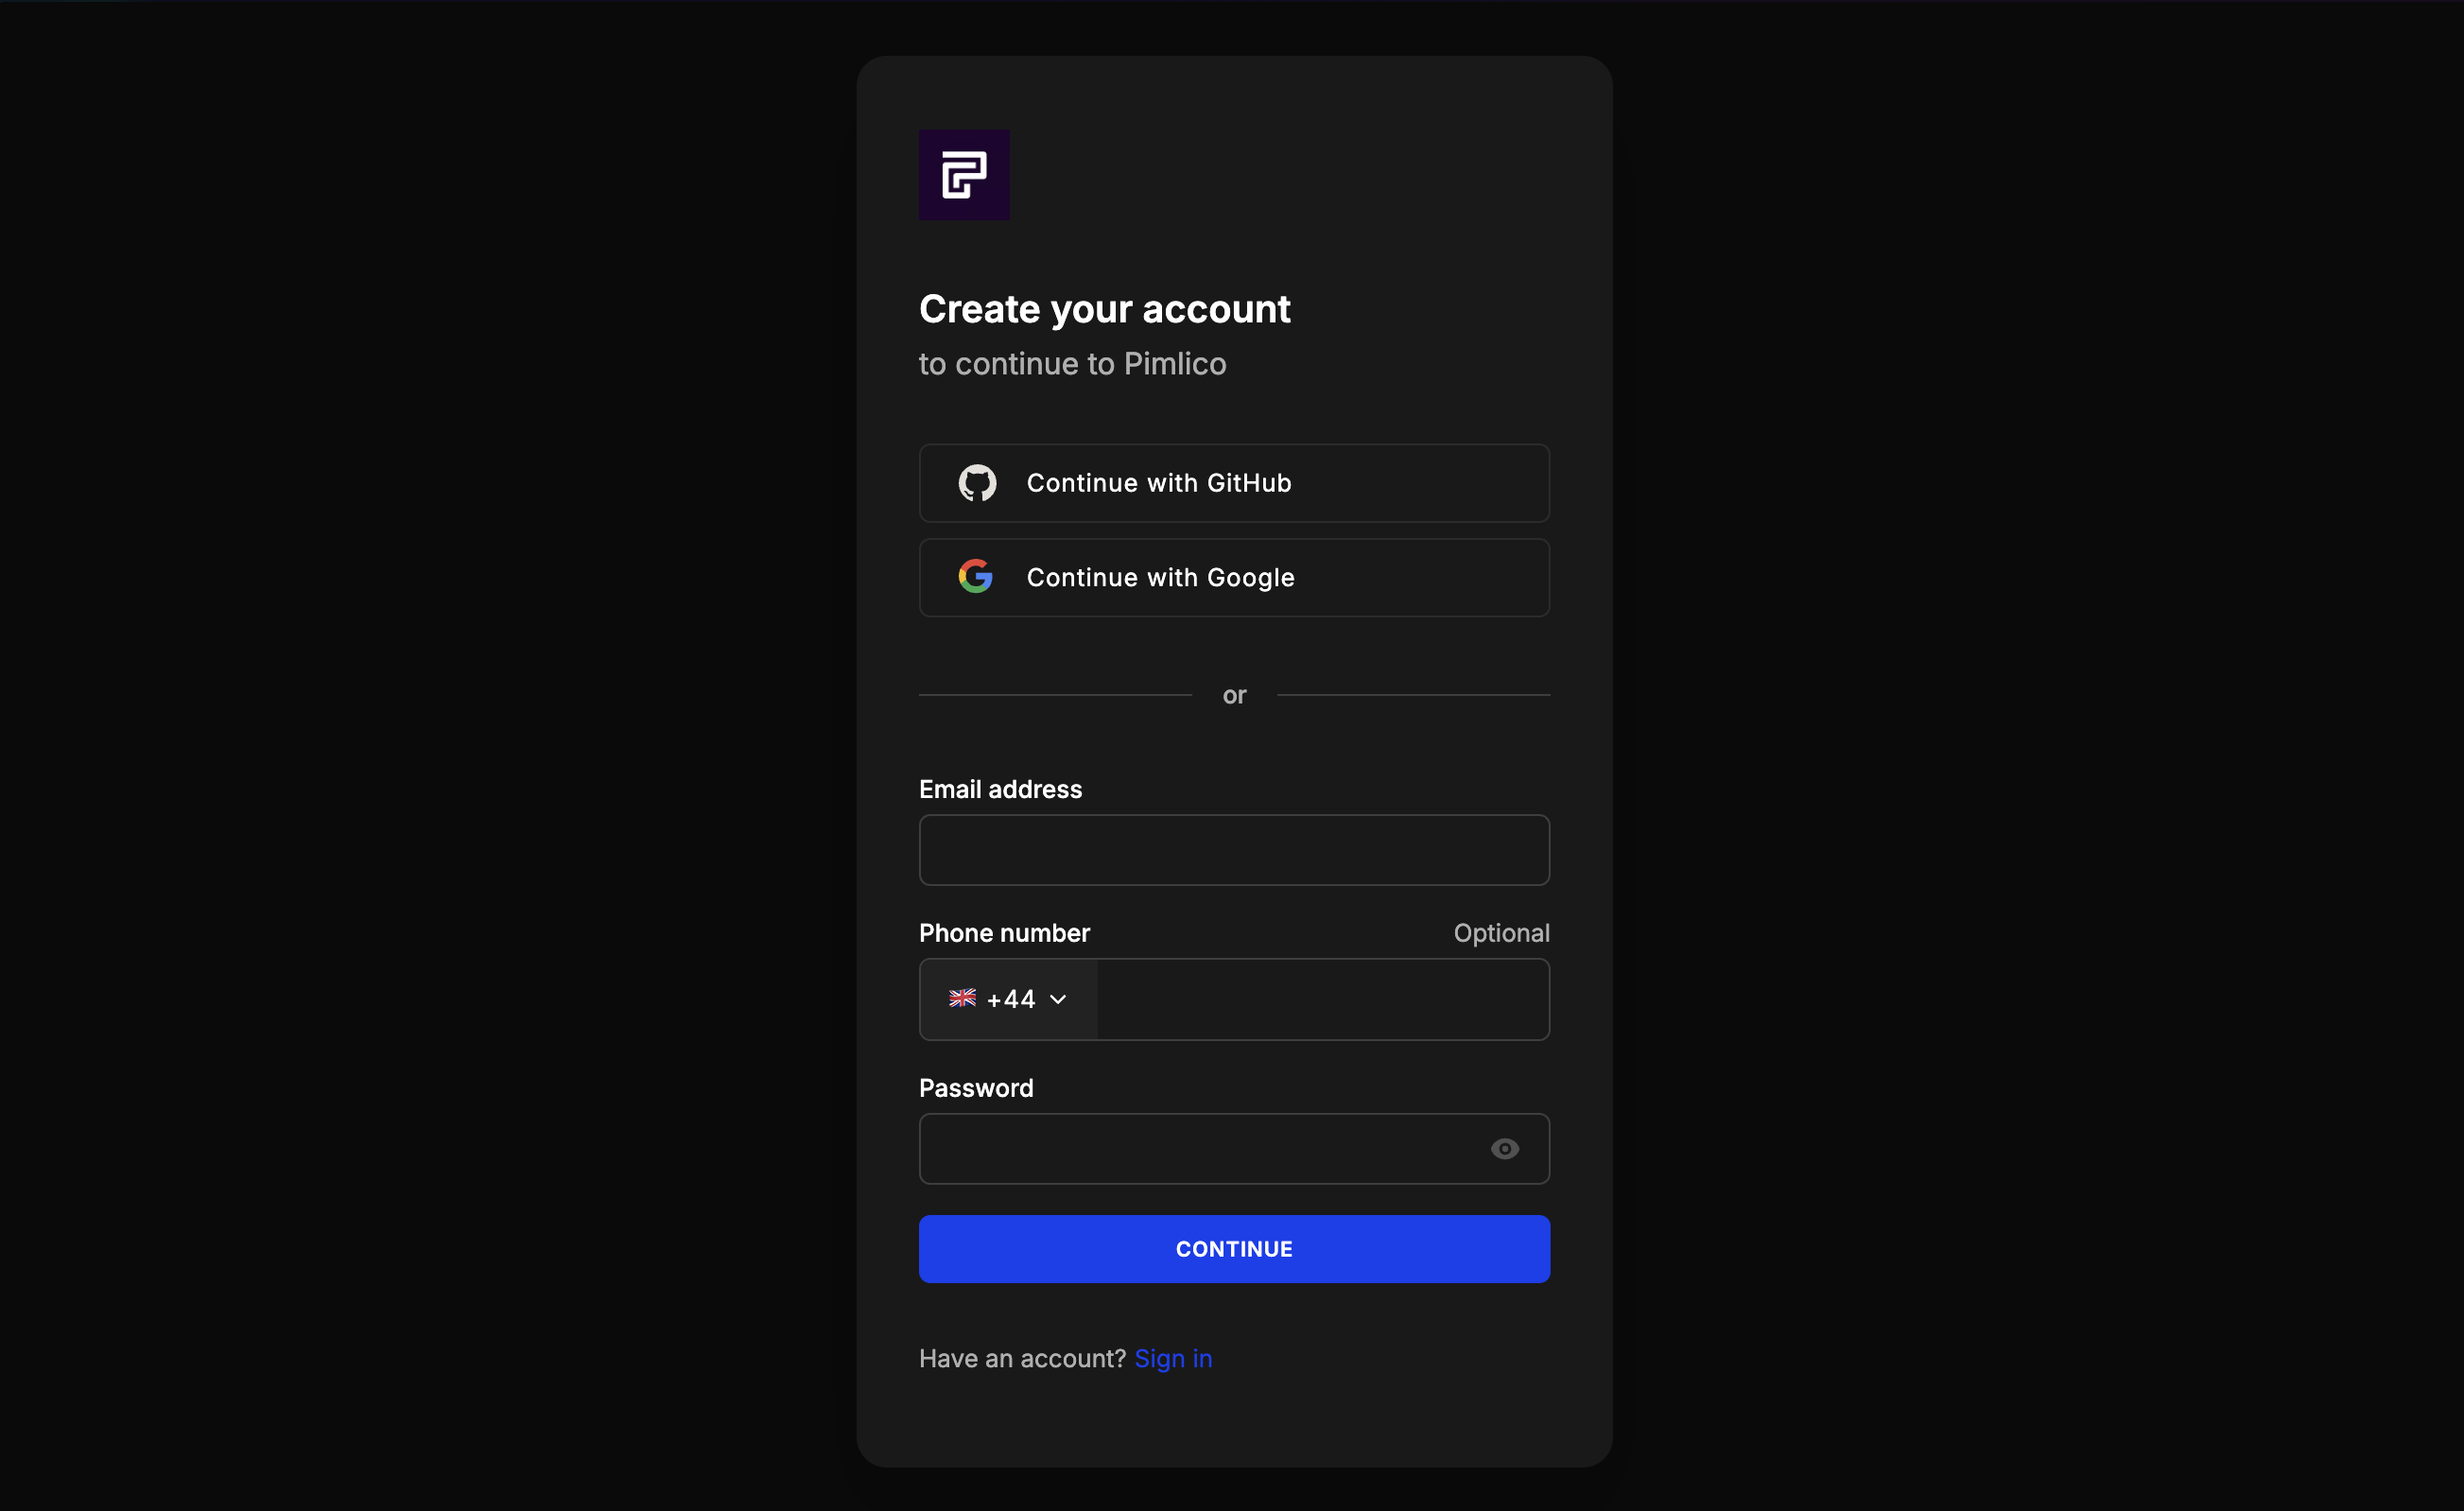 Create your account
to continue to Pimlico
Continue with GitHub
Continue with Google
or
Email address
Phone number Optional
+44
Password
CONTINUE
Have an account? Sign in